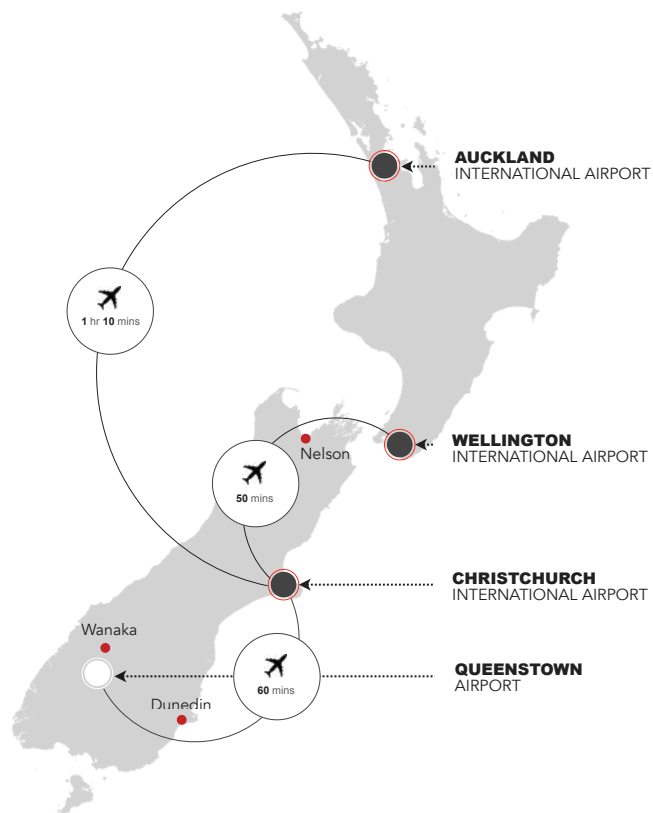 AUCKLAND
INTERNATIONAL AIRPORT
1 hr 10 mins
WELLINGTON
INTERNATIONAL AIRPORT
Nelson
50 mins
CHRISTCHURCH
INTERNATIONAL AIRPORT
Wanaka
QUEENSTOWN
AIRPORT
60 mins
Dunedin